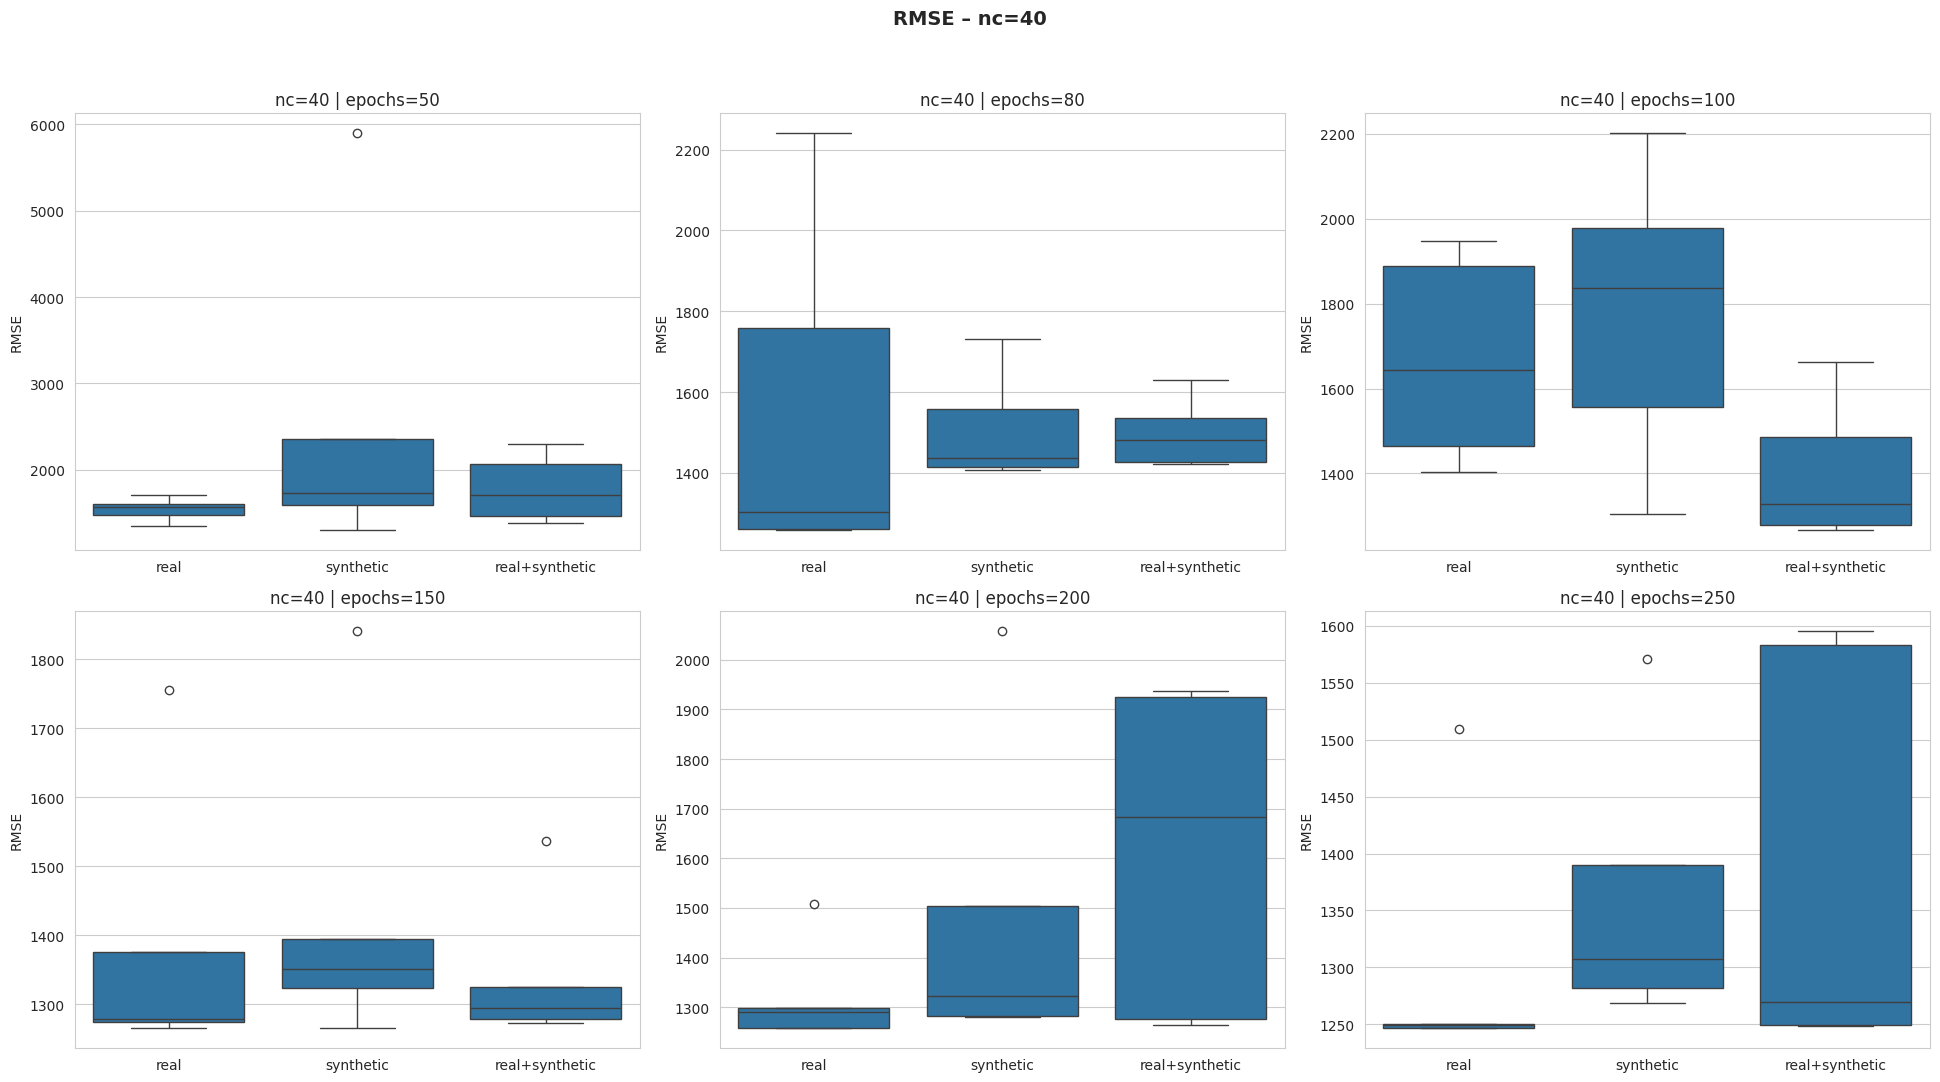 RMSE – nc=40
nc=40 | epochs=50
6000
5000
4000
3000
2000
RMSE
real synthetic real+synthetic
nc=40 | epochs=80
2200
2000
1800
1600
1400
RMSE
real synthetic real+synthetic
nc=40 | epochs=100
2200
2000
1800
1600
1400
RMSE
real synthetic real+synthetic
nc=40 | epochs=150
1800
1700
1600
1500
1400
1300
RMSE
real synthetic real+synthetic
nc=40 | epochs=200
2000
1900
1800
1700
1600
1500
1400
1300
RMSE
real synthetic real+synthetic
nc=40 | epochs=250
1600
1550
1500
1450
1400
1350
1300
1250
RMSE
real synthetic real+synthetic